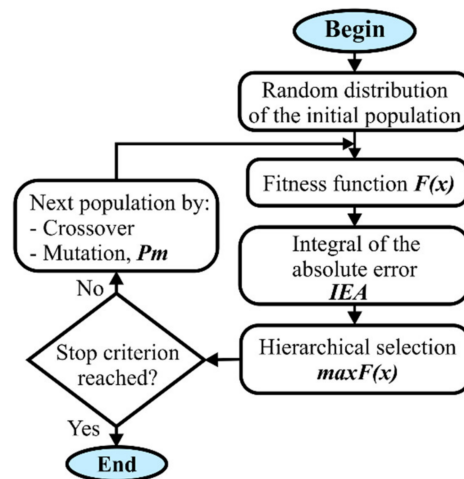 Begin
Random distribution
of the initial population
Fitness function F(x)
Integral of the
absolute error
IEA
Hierarchical selection
maxF(x)
Stop criterion
reached?
No
Next population by:
- Crossover
- Mutation, Pm
Yes
End